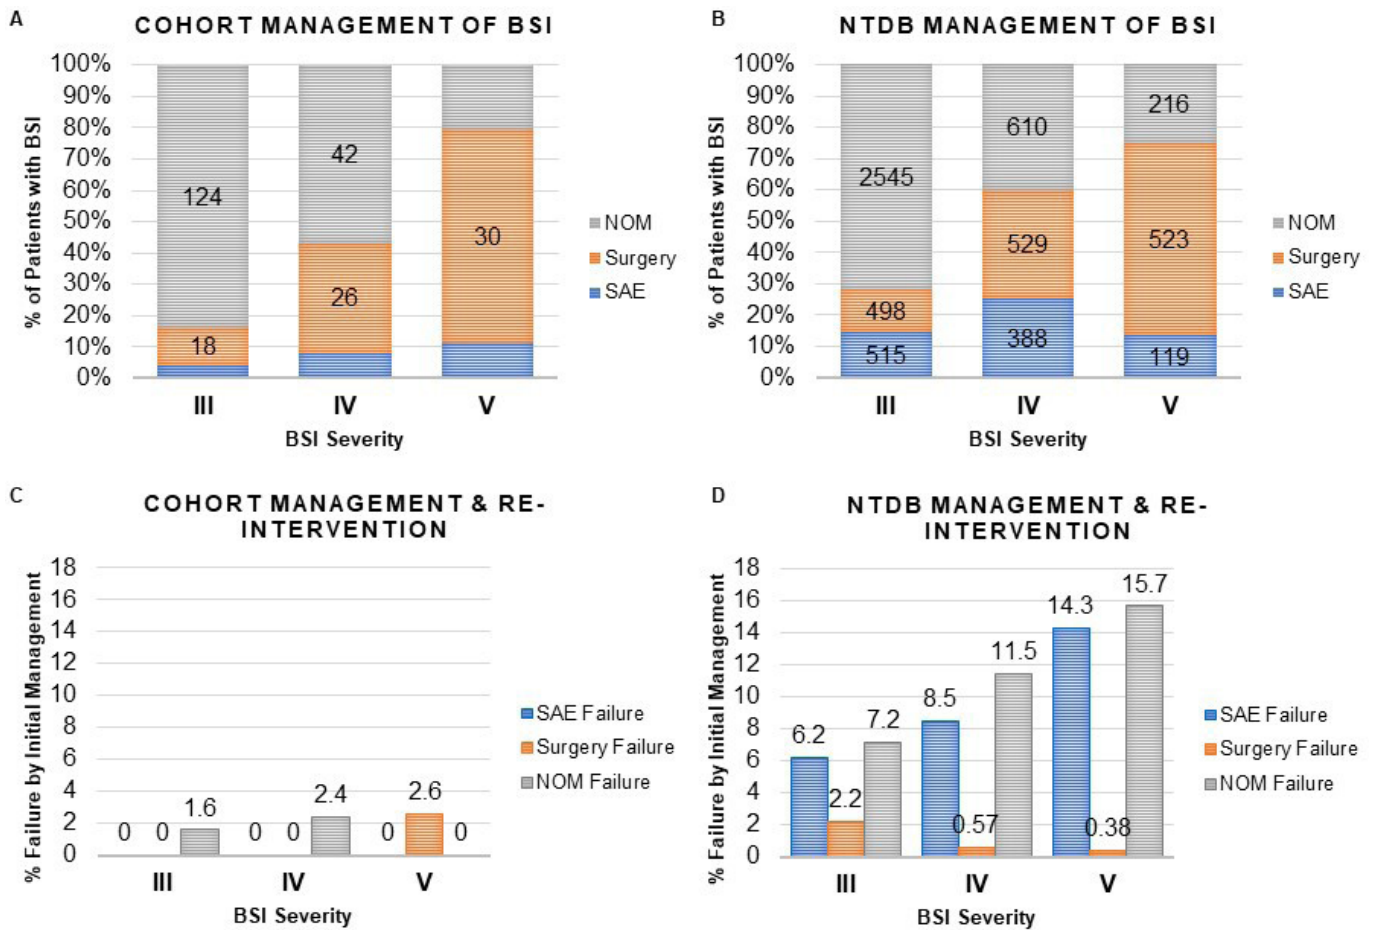 A
COHORT MANAGEMENT OF BSI
% of Patients with BSI
100%
90%
80%
70%
60%
50%
40%
30%
20%
10%
0%
124
18
42
26
30
III
IV
V
BSI Severity
NOM
Surgery
SAE
B
NTDB MANAGEMENT OF BSI
% of Patients with BSI
100%
90%
80%
70%
60%
50%
40%
30%
20%
10%
0%
2545
498
515
610
529
388
216
523
119
III
IV
V
BSI Severity
NOM
Surgery
SAE
C
COHORT MANAGEMENT & RE-
INTERVENTION
% Failure by Initial Management
18
16
14
12
10
8
6
4
2
0
0
0
1.6
0
0
2.4
0
2.6
0
III
IV
V
BSI Severity
SAE Failure
Surgery Failure
NOM Failure
D
NTDB MANAGEMENT & RE-
INTERVENTION
% Failure by Initial Management
18
16
14
12
10
8
6
4
2
0
6.2
2.2
7.2
8.5
0.57
11.5
14.3
0.38
15.7
III
IV
V
BSI Severity
SAE Failure
Surgery Failure
NOM Failure